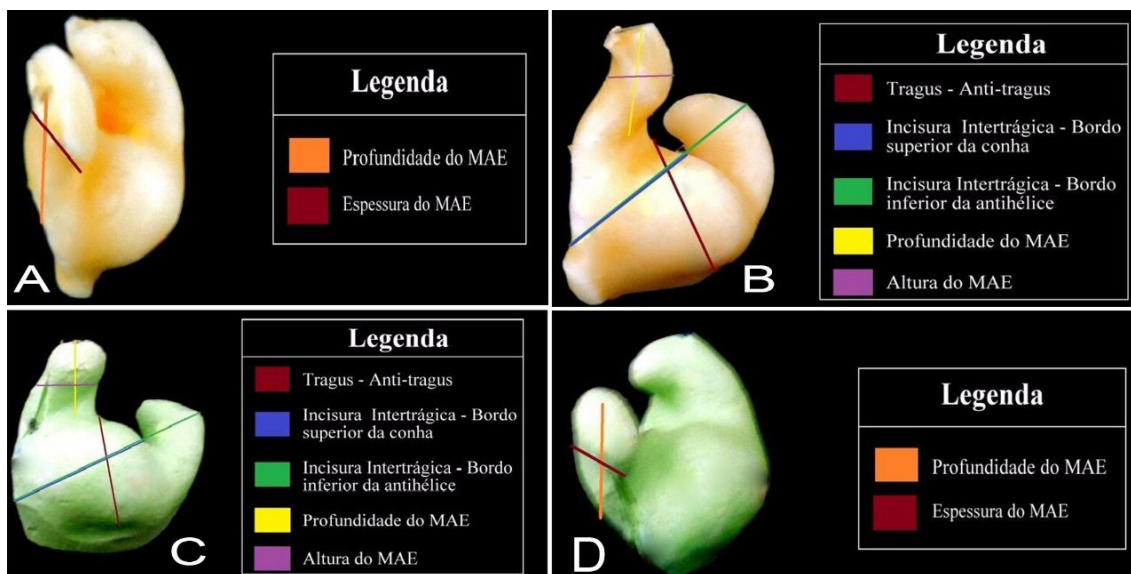 Legenda
Profundidade do MAE
Espessura do MAE
A
Legenda
Tragus - Anti-tragus
Incisura Intertrágica - Bordo
superior da conha
Incisura Intertrágica - Bordo
inferior da antihélice
Profundidade do MAE
Altura do MAE
B
Legenda
Tragus - Anti-tragus
Incisura Intertrágica - Bordo
superior da conha
Incisura Intertrágica - Bordo
inferior da antihélice
Profundidade do MAE
Altura do MAE
C
Legenda
Profundidade do MAE
Espessura do MAE
D